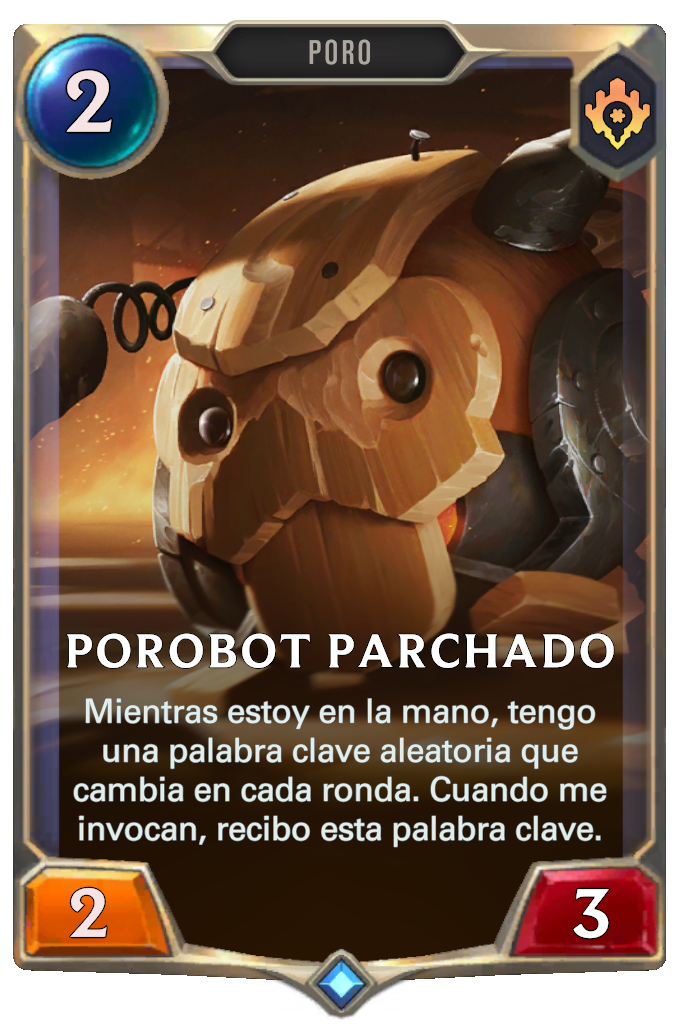 PORO
2
POROBOT PARCHADO
Mientras estoy en la mano, tengo
una palabra clave aleatoria que
cambia en cada ronda. Cuando me
invocan, recibo esta palabra clave.
2
3